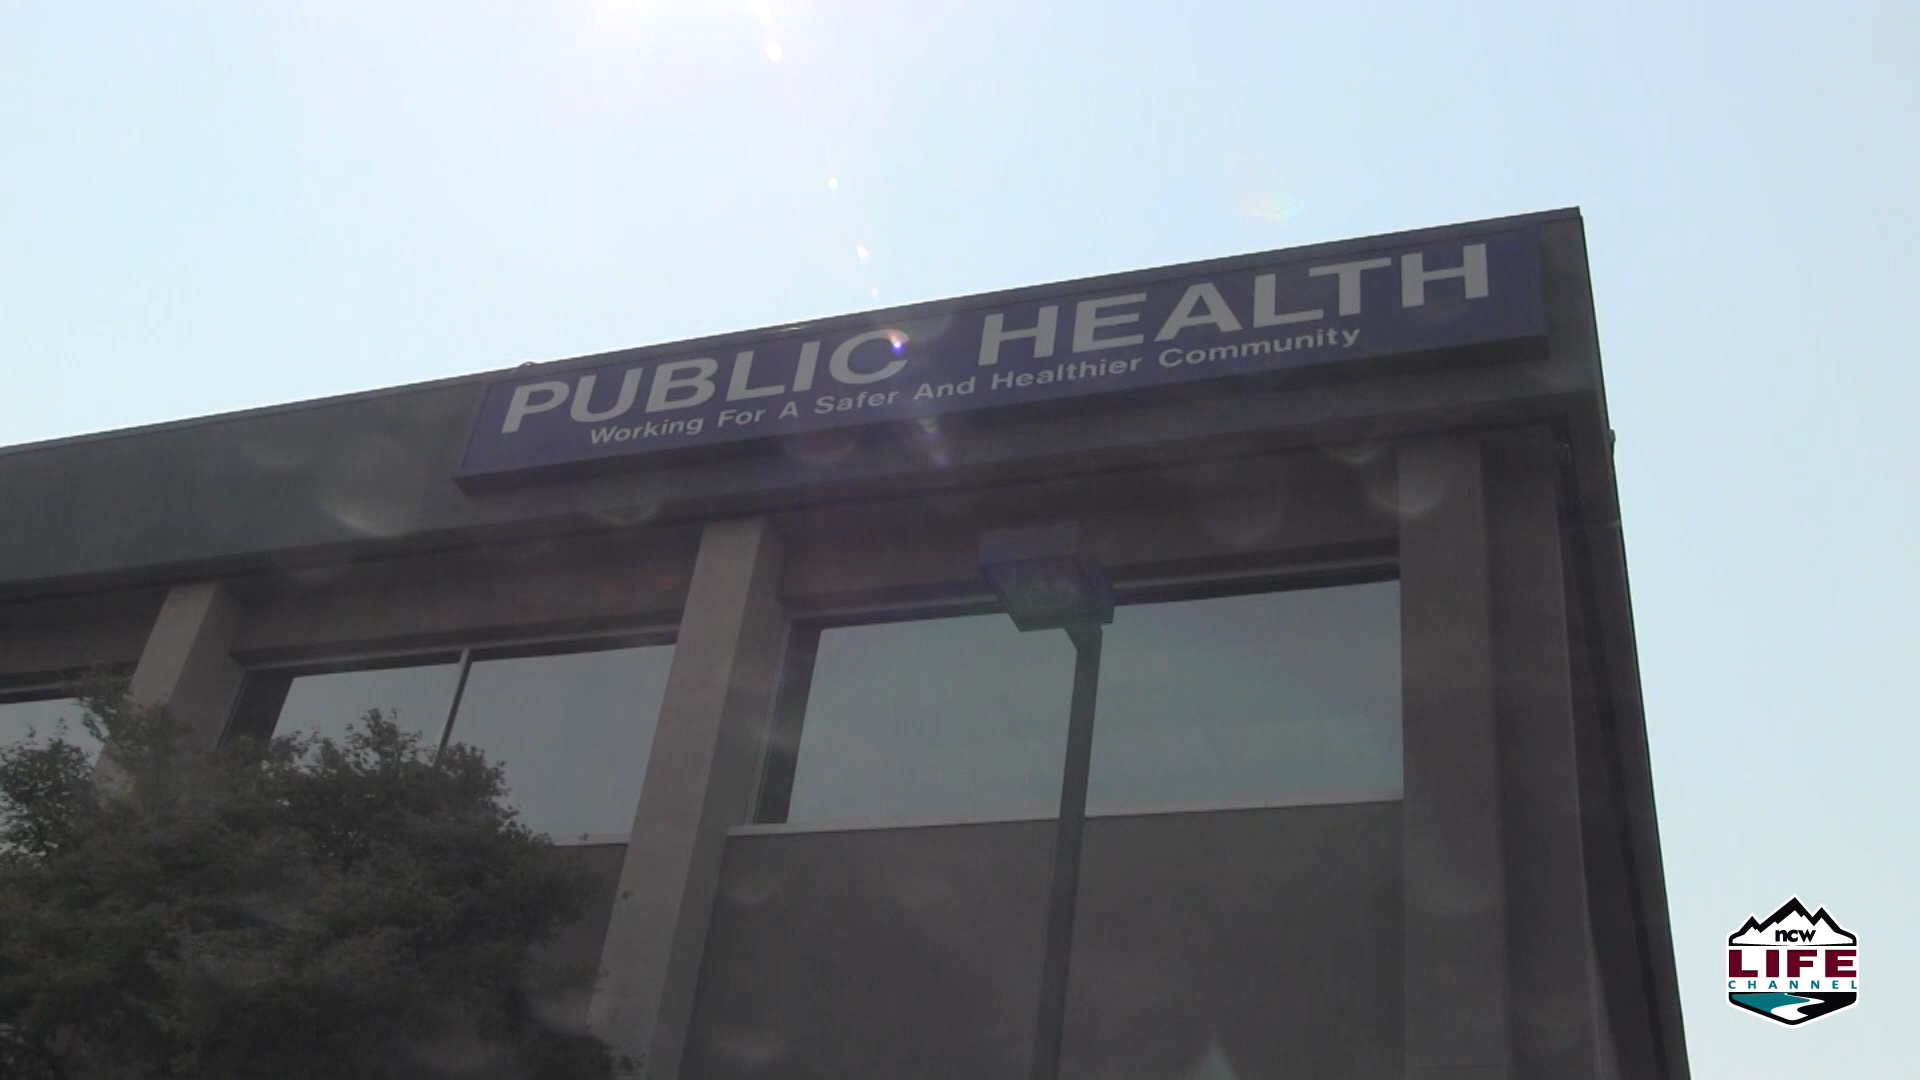 PUBLIC HEALTH
Working For A Safer And Healthier Community
ncw
LIFE
CHANNEL